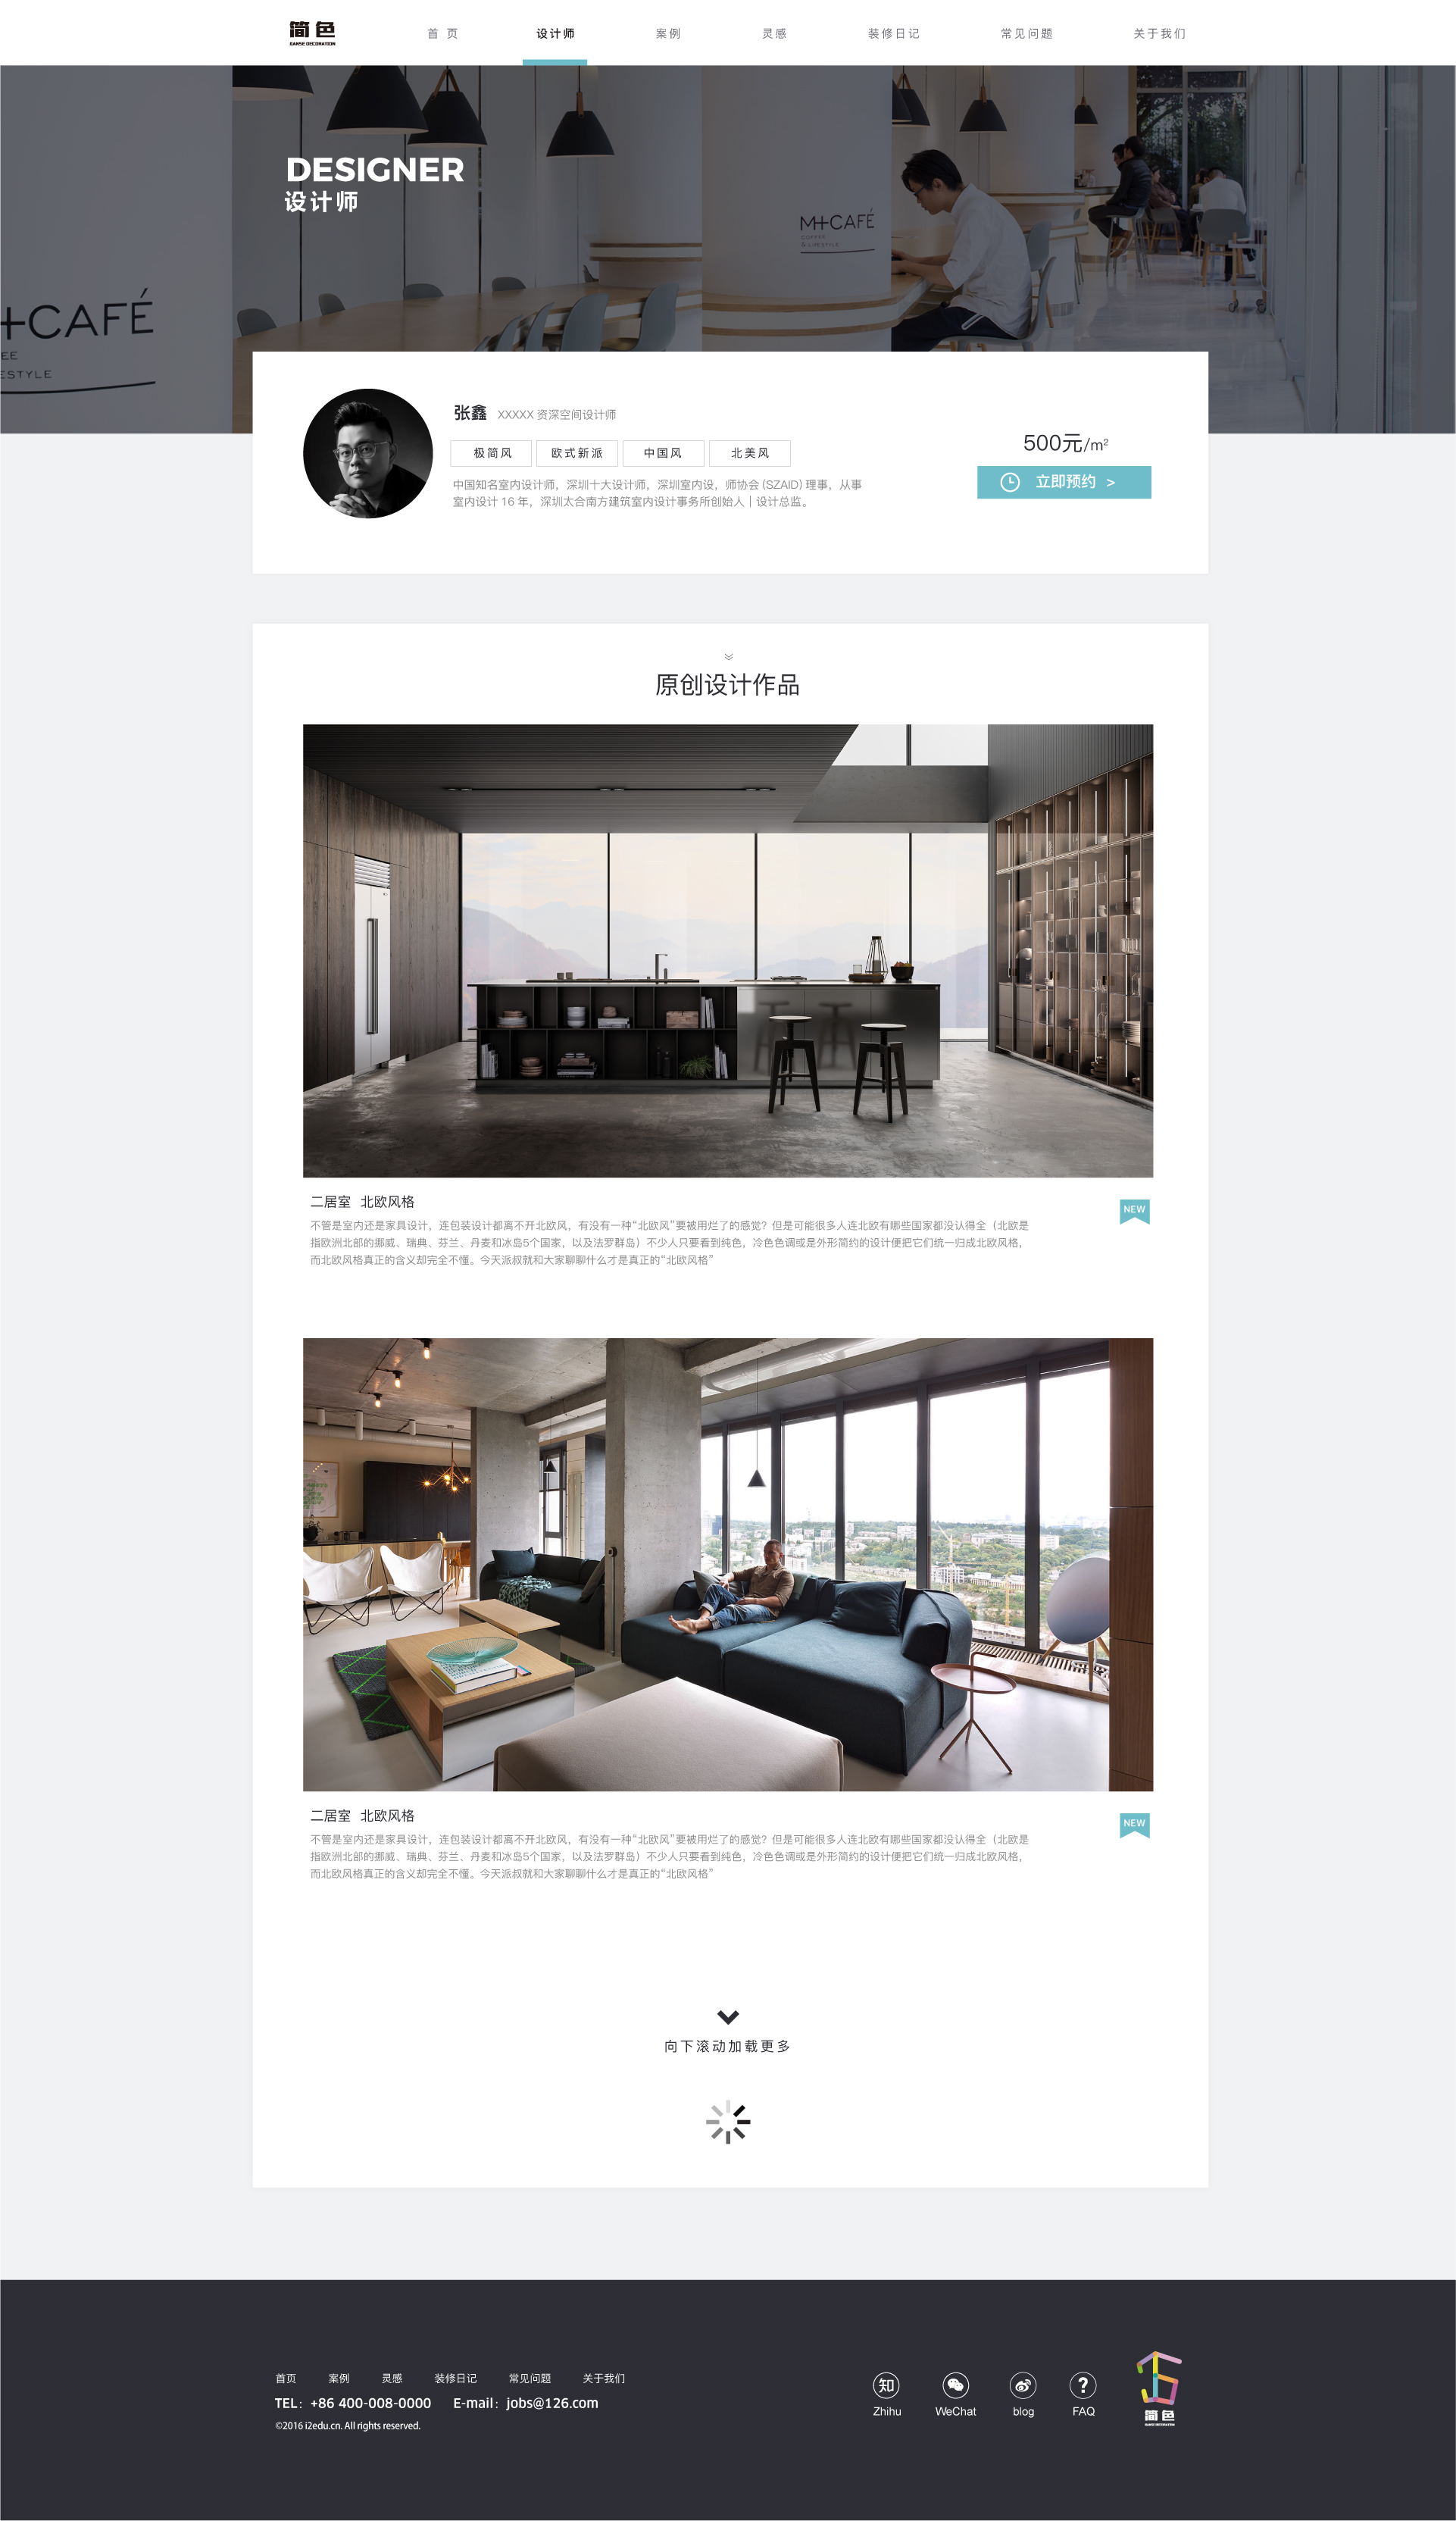 简色
GANSE DECORATION
首 页
设计师
案例
灵感
装修日记
常见问题
关于我们
DESIGNER
设计师
M+CAFÉ
COFFEE
& LIFESTYLE
+CAFÉ
EE
ESTYLE
张鑫 XXXXX 资深空间设计师
极简风 欧式新派 中国风 北美风
中国知名室内设计师，深圳十大设计师，深圳室内设，师协会 (SZAID) 理事，从事
室内设计 16 年，深圳太合南方建筑室内设计事务所创始人丨设计总监。
500元/m²
立即预约 >
原创设计作品
二居室 北欧风格
NEW
不管是室内还是家具设计，连包装设计都离不开北欧风，有没有一种“北欧风”要被用烂了的感觉？但是可能很多人连北欧有哪些国家都没认得全（北欧是
指欧洲北部的挪威、瑞典、芬兰、丹麦和冰岛5个国家，以及法罗群岛）不少人只要看到纯色，冷色色调或是外形简约的设计便把它们统一归成北欧风格，
而北欧风格真正的含义却完全不懂。今天派叔就和大家聊聊什么才是真正的“北欧风格”
二居室 北欧风格
NEW
不管是室内还是家具设计，连包装设计都离不开北欧风，有没有一种“北欧风”要被用烂了的感觉？但是可能很多人连北欧有哪些国家都没认得全（北欧是
指欧洲北部的挪威、瑞典、芬兰、丹麦和冰岛5个国家，以及法罗群岛）不少人只要看到纯色，冷色色调或是外形简约的设计便把它们统一归成北欧风格，
而北欧风格真正的含义却完全不懂。今天派叔就和大家聊聊什么才是真正的“北欧风格”
向下滚动加载更多
首页 案例 灵感 装修日记 常见问题 关于我们
TEL：+86 400-008-0000 E-mail：jobs@126.com
©2016 i2edu.cn. All rights reserved.
知
Zhihu
WeChat
blog
?
FAQ
简色
GANSE DECORATION